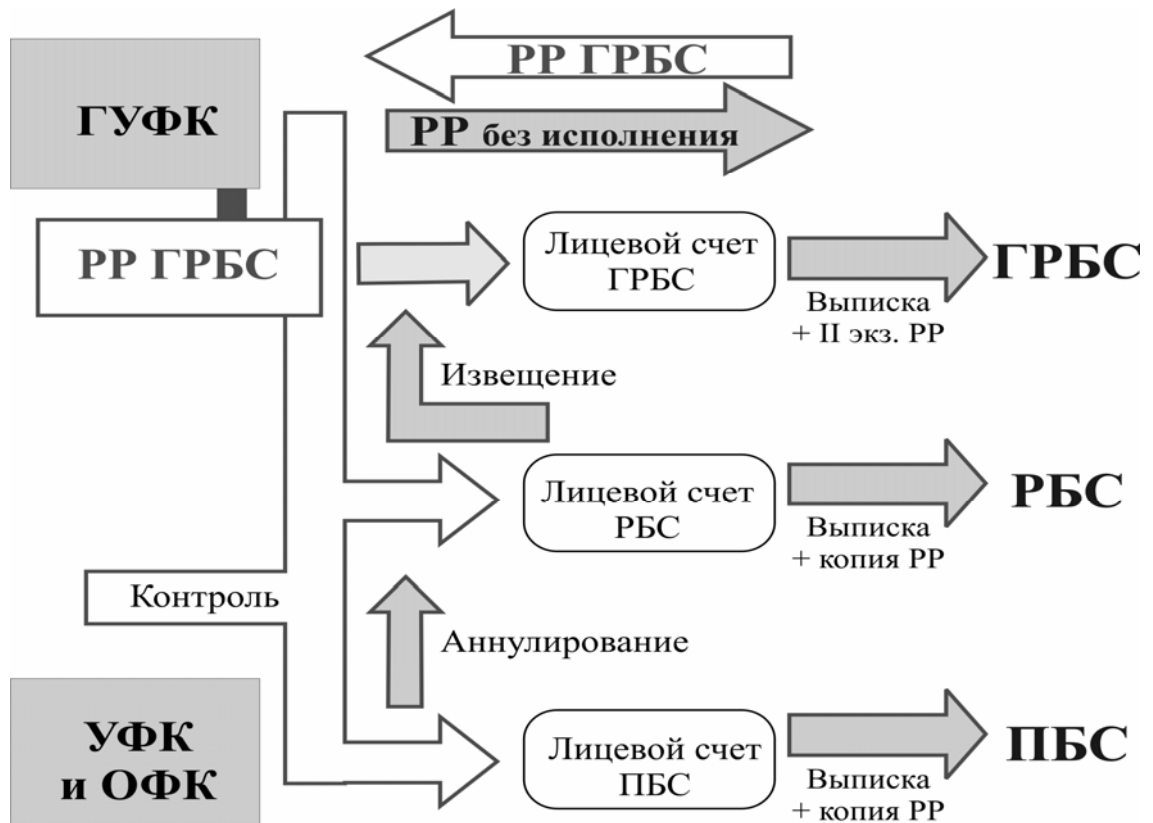 РР ГРБС
ГУФК
РР без исполнения
РР ГРБС
Лицевой счет
ГРБС
ГРБС
Выписка
+ II экз. РР
Извещение
Лицевой счет
РБС
РБС
Выписка
+ копия РР
Контроль
Аннулирование
УФК
и ОФК
Лицевой счет
ПБС
ПБС
Выписка
+ копия РР